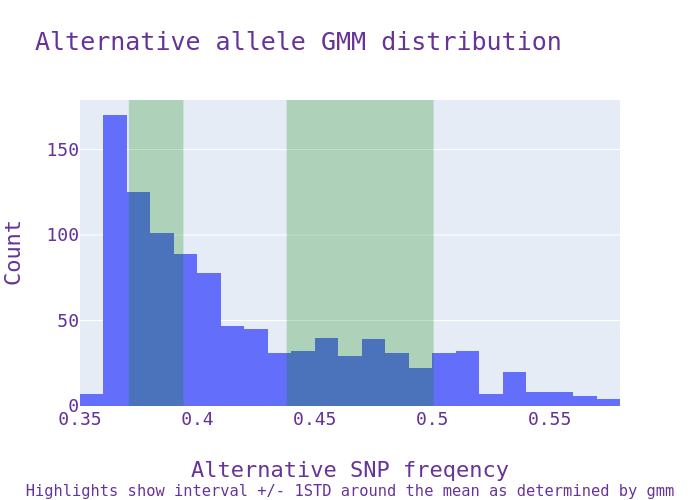 Alternative allele GMM distribution
Count
150
100
50
0
0.35 0.4 0.45 0.5 0.55
Alternative SNP freqency
Highlights show interval +/- 1STD around the mean as determined by gmm